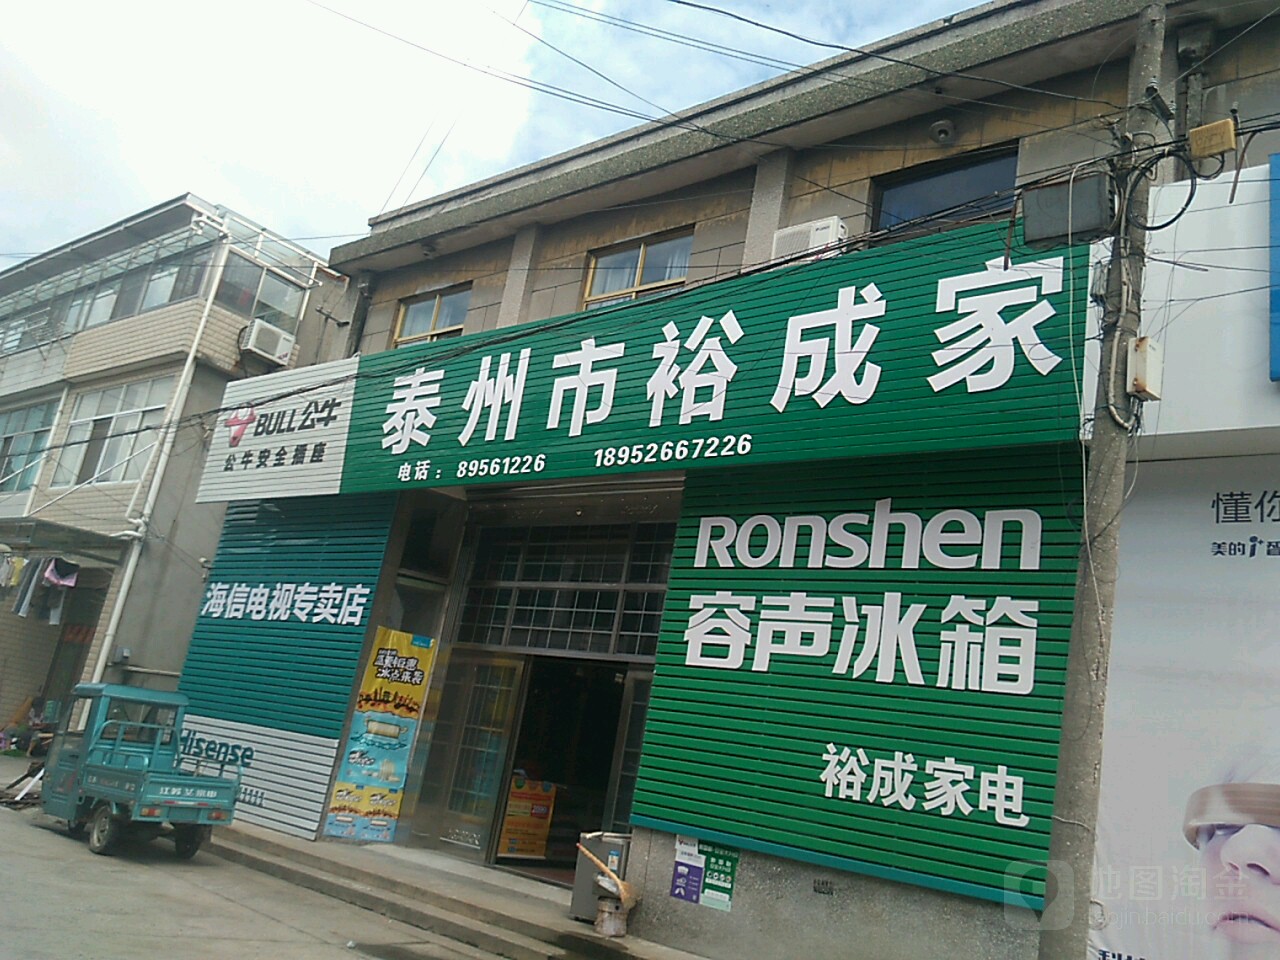 泰州市裕成家
电话：89561226 18952667226
BULL公牛
公牛安全插座
海信电视专卖店
Hisense
Ronshen
容声冰箱
裕成家电
懂你
美的
地图淘金